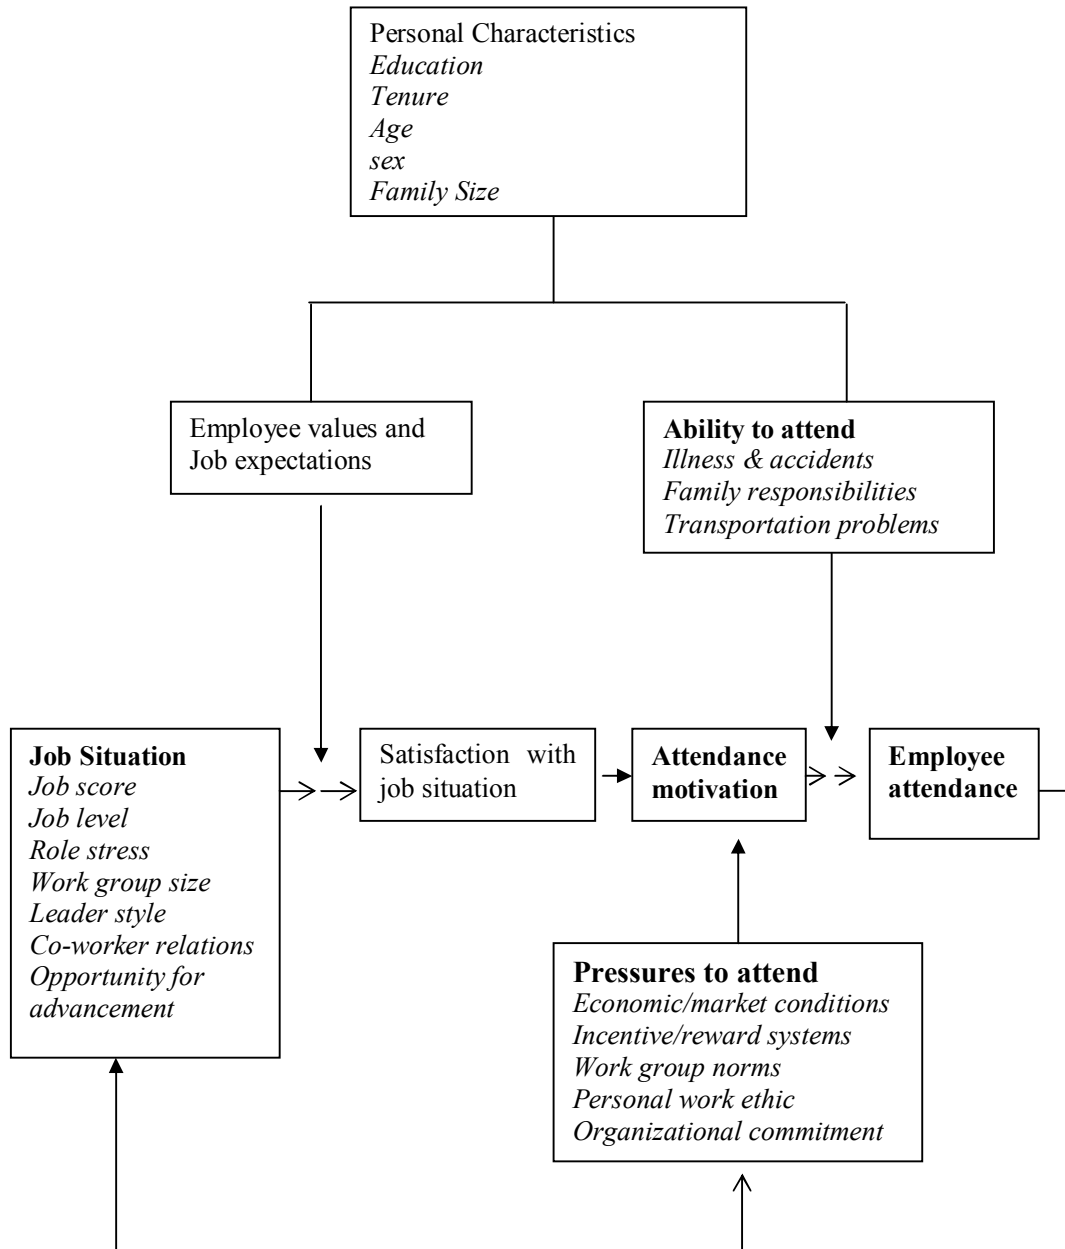 Personal Characteristics
Education
Tenure
Age
sex
Family Size
Employee values and
Job expectations
Ability to attend
Illness & accidents
Family responsibilities
Transportation problems
Job Situation
Job score
Job level
Role stress
Work group size
Leader style
Co-worker relations
Opportunity for
advancement
Satisfaction with
job situation
Attendance
motivation
Employee
attendance
Pressures to attend
Economic/market conditions
Incentive/reward systems
Work group norms
Personal work ethic
Organizational commitment